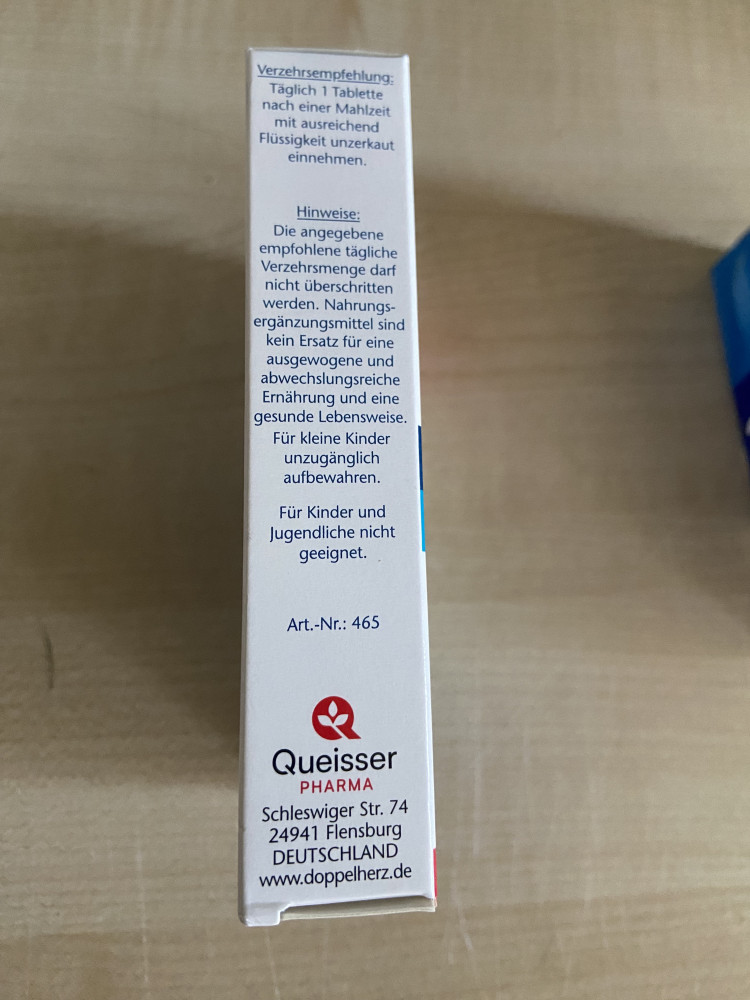 Verzehrsempfehlung:
Täglich 1 Tablette
nach einer Mahlzeit
mit ausreichend
Flüssigkeit unzerkaut
einnehmen.
Hinweise:
Die angegebene
empfohlene tägliche
Verzehrsmenge darf
nicht überschritten
werden. Nahrungs-
ergänzungsmittel sind
kein Ersatz für eine
ausgewogene und
abwechslungsreiche
Ernährung und eine
gesunde Lebensweise.
Für kleine Kinder
unzugänglich
aufbewahren.
Für Kinder und
Jugendliche nicht
geeignet.
Art.-Nr.: 465
Queisser
PHARMA
Schleswiger Str. 74
24941 Flensburg
DEUTSCHLAND
www.doppelherz.de